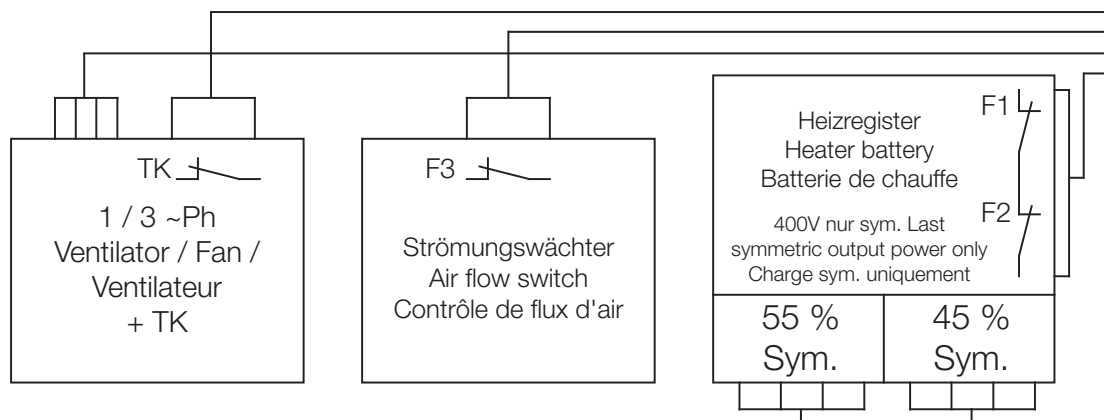 TK
1 / 3 ~Ph
Ventilator / Fan /
Ventilateur
+ TK
F3
Strömungswächter
Air flow switch
Contrôle de flux d'air
F1
Heizregister
Heater battery
Batterie de chauffe
F2
400V nur sym. Last
symmetric output power only
Charge sym. uniquement
55 %
Sym.
45 %
Sym.